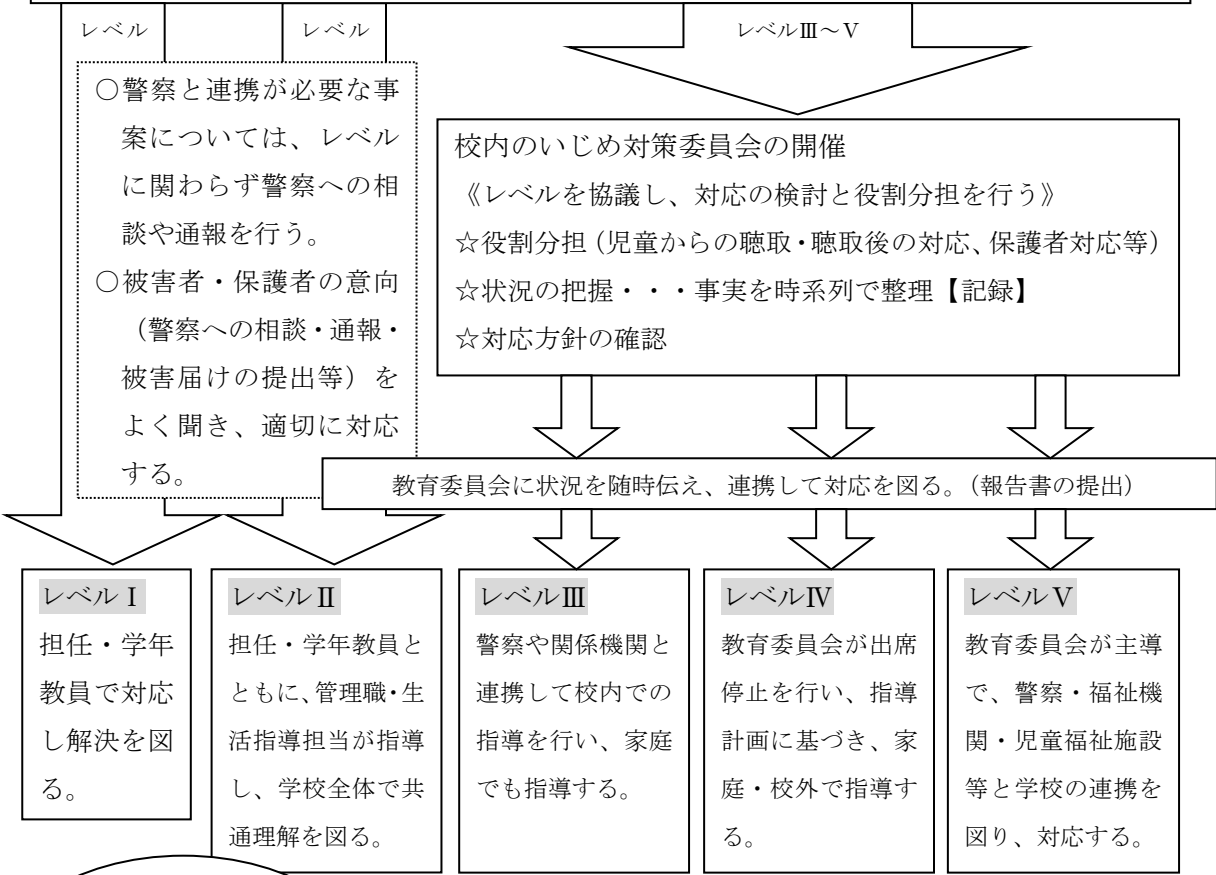 レベル
レベル
レベルⅢ～Ⅴ
○警察と連携が必要な事
案については、レベル
に関わらず警察への相
談や通報を行う。
○被害者・保護者の意向
（警察への相談・通報・
被害届けの提出等）を
よく聞き、適切に対応
する。
校内のいじめ対策委員会の開催
《レベルを協議し、対応の検討と役割分担を行う》
☆役割分担（児童からの聴取・聴取後の対応、保護者対応等）
☆状況の把握・・・事実を時系列で整理【記録】
☆対応方針の確認
教育委員会に状況を随時伝え、連携して対応を図る。（報告書の提出）
レベルⅠ
担任・学年
教員で対応
し解決を図
る。
レベルⅡ
担任・学年教員と
ともに、管理職・生
活指導担当が指導
し、学校全体で共
通理解を図る。
レベルⅢ
警察や関係機関と
連携して校内での
指導を行い、家庭
でも指導する。
レベルⅣ
教育委員会が出席
停止を行い、指導
計画に基づき、家
庭・校外で指導す
る。
レベルⅤ
教育委員会が主導
で、警察・福祉機
関・児童福祉施設
等と学校の連携を
図り、対応する。